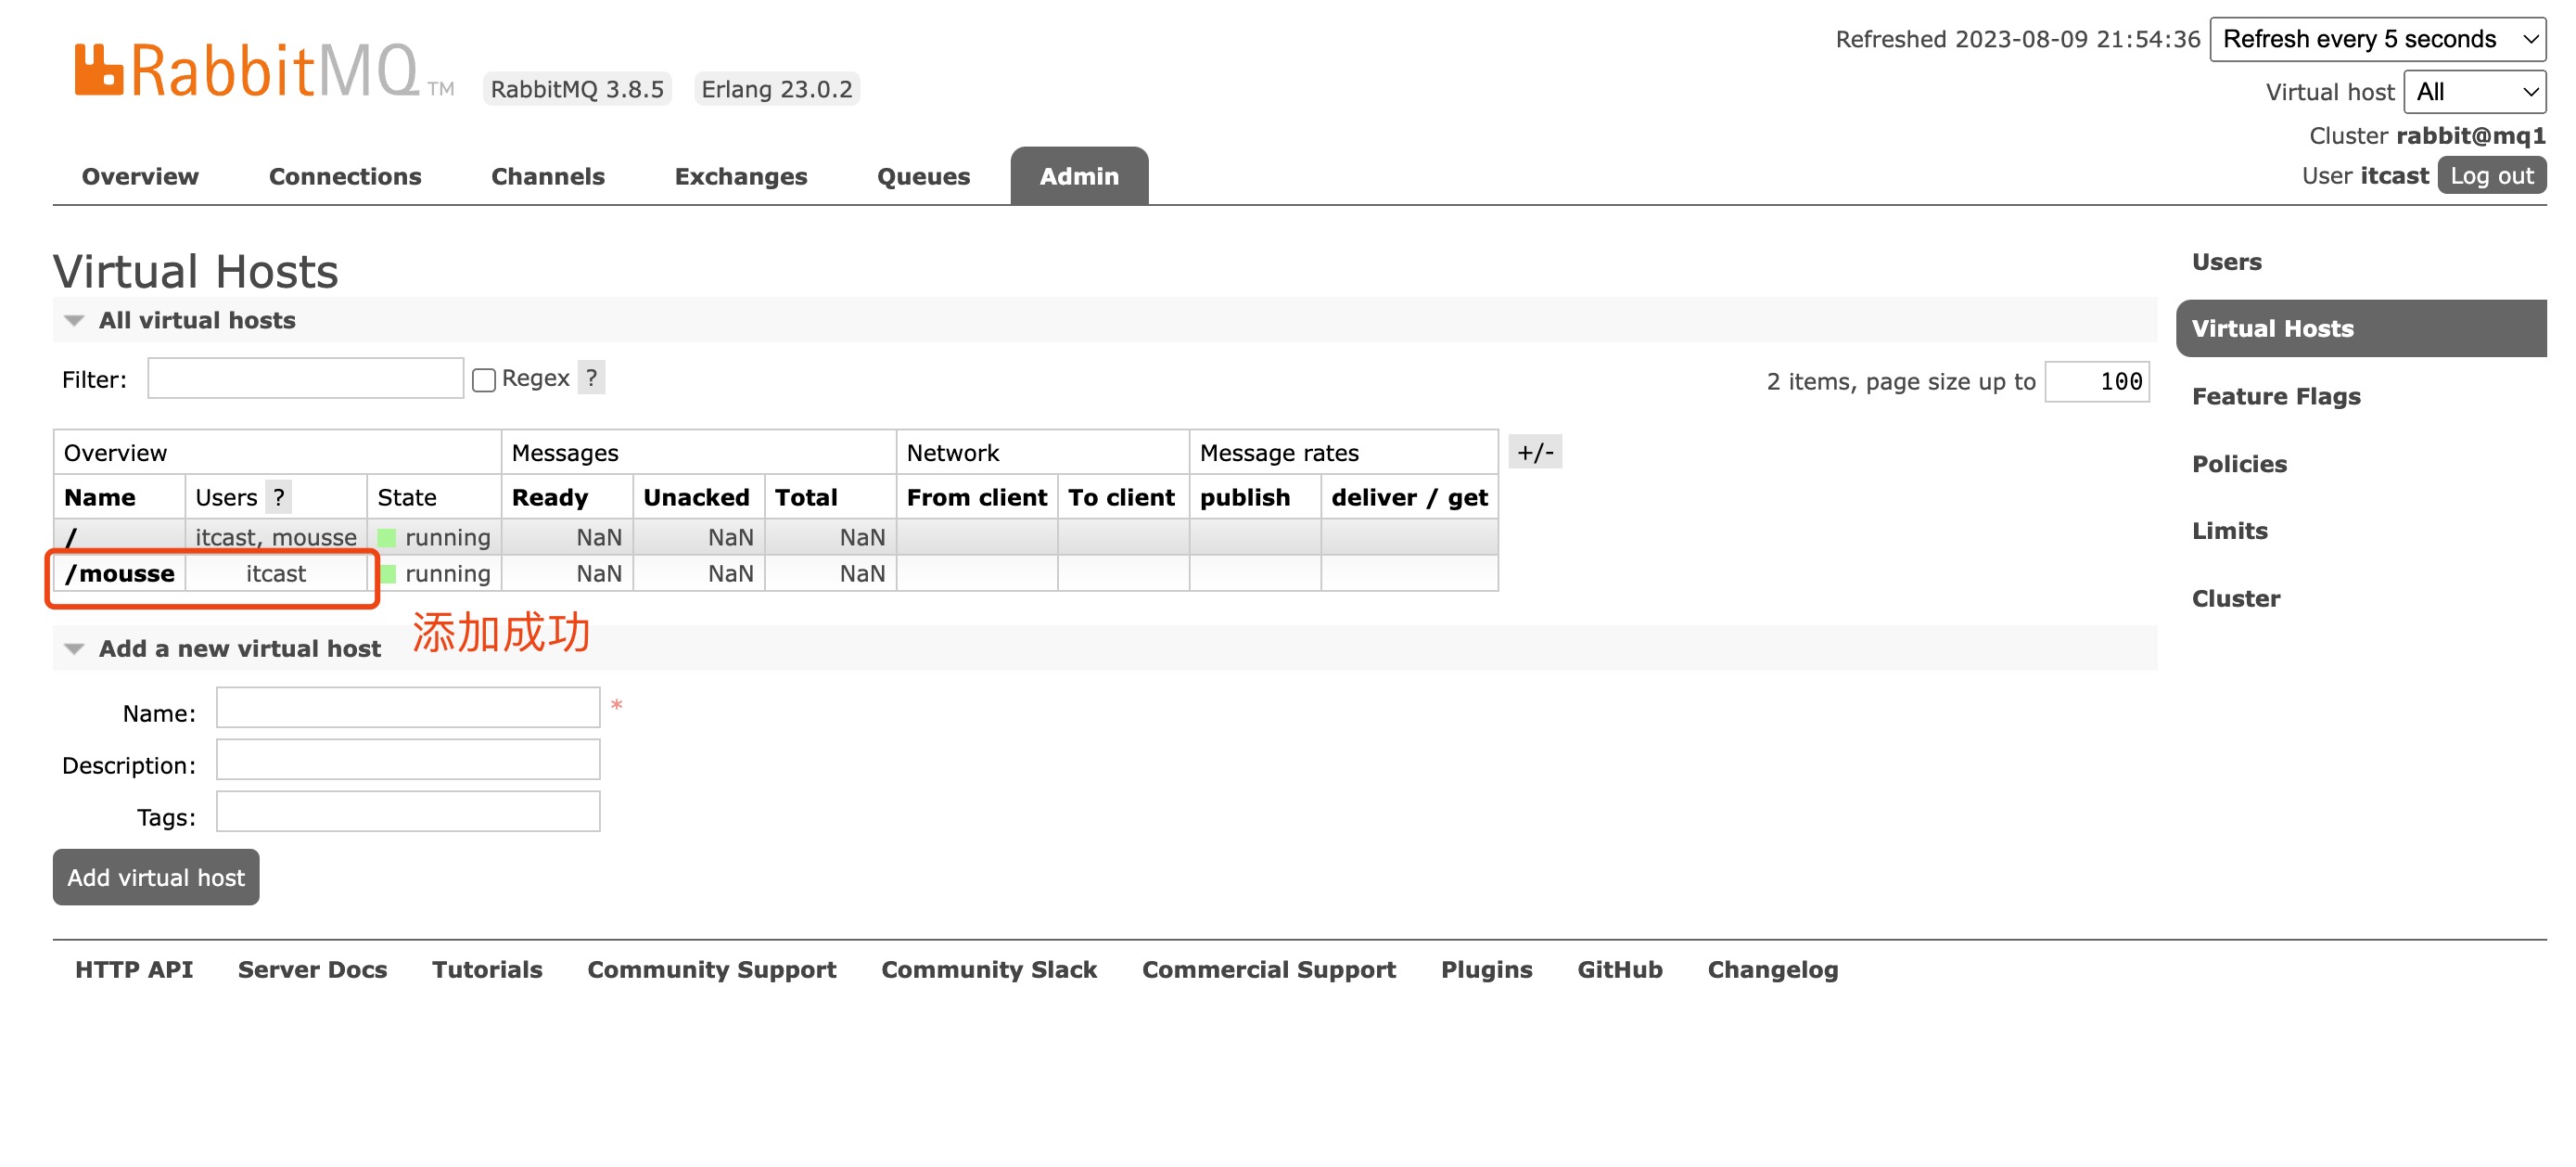 Refreshed 2023-08-09 21:54:36 Refresh every 5 seconds
RabbitMQ TM RabbitMQ 3.8.5 Erlang 23.0.2
Virtual host All
Cluster rabbit@mq1
User itcast Log out
Overview Connections Channels Exchanges Queues Admin
Virtual Hosts
All virtual hosts
Filter: Regex ? 2 items, page size up to 100
Overview Messages Network Message rates +/-
Name Users ? State Ready Unacked Total From client To client publish deliver / get
/ itcast, mousse running NaN NaN NaN
/mousse itcast running NaN NaN NaN
添加成功
Add a new virtual host
Name: *
Description:
Tags:
Add virtual host
Users
Virtual Hosts
Feature Flags
Policies
Limits
Cluster
HTTP API Server Docs Tutorials Community Support Community Slack Commercial Support Plugins GitHub Changelog